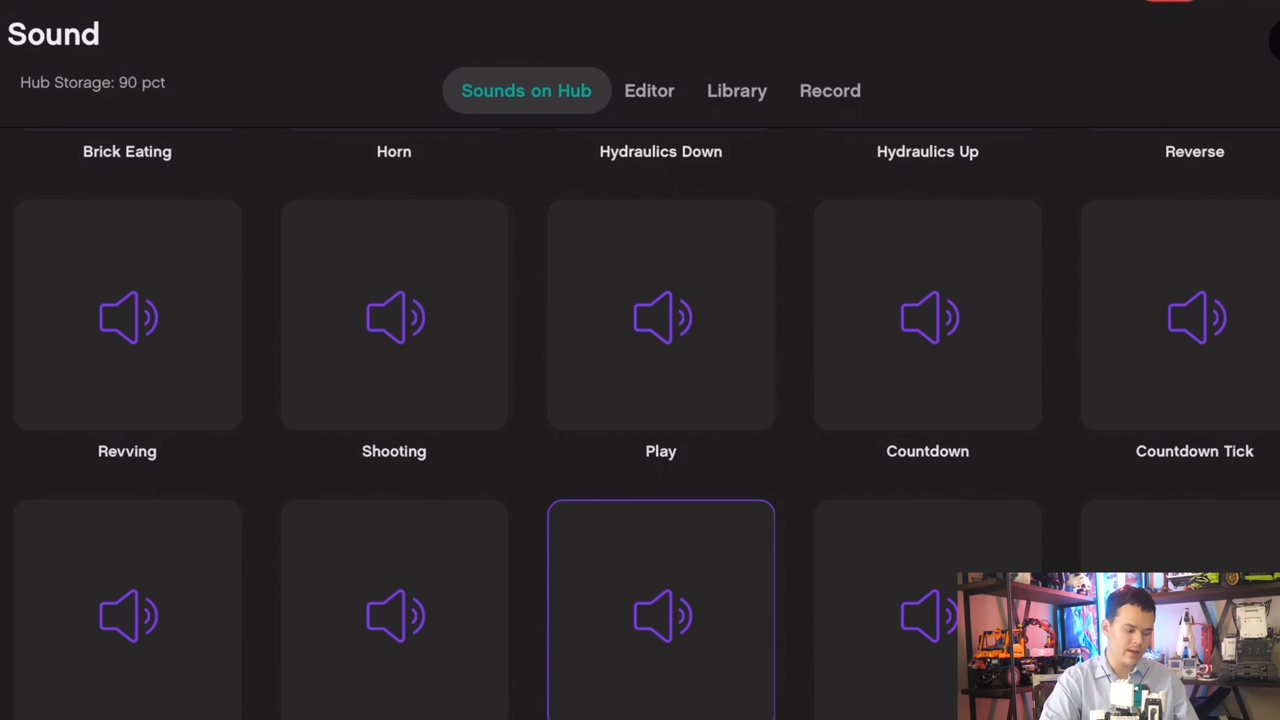 Sound
Hub Storage: 90 pct
Sounds on Hub
Editor
Library
Record
Brick Eating
Horn
Hydraulics Down
Hydraulics Up
Reverse
Revving
Shooting
Play
Countdown
Countdown Tick